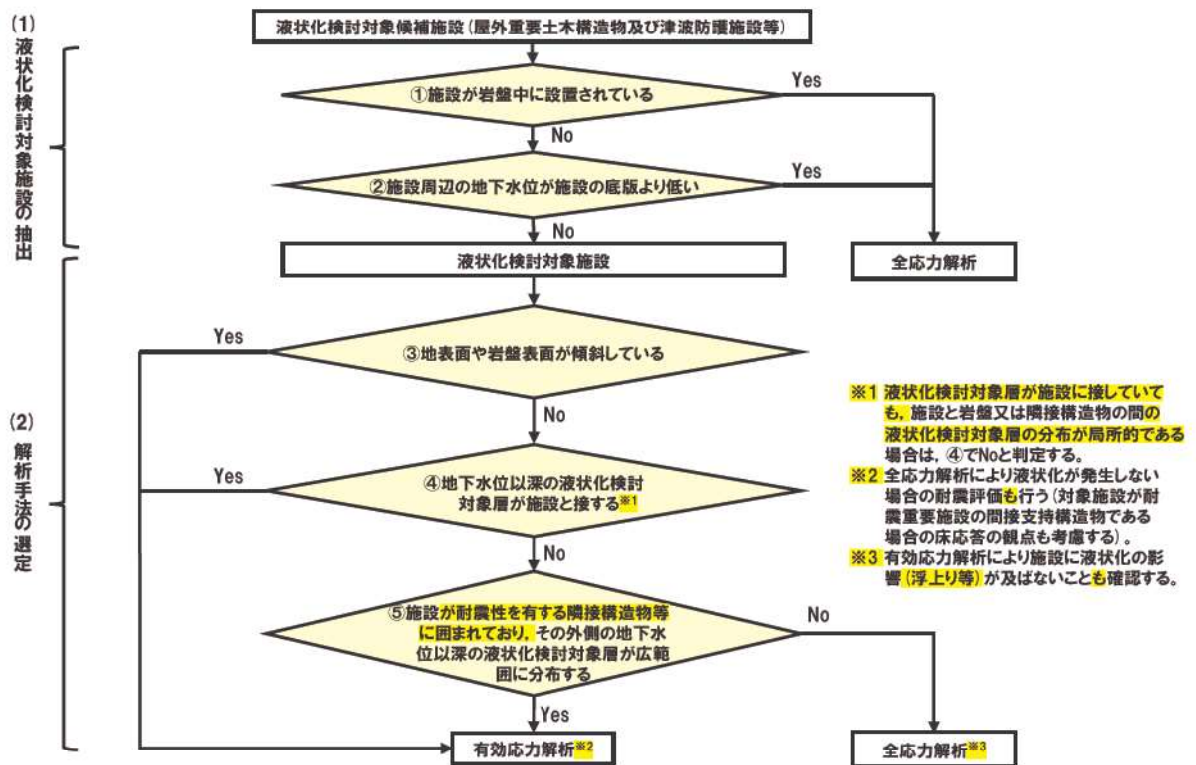 (1)
液状化検討対象施設の抽出
液状化検討対象候補施設(屋外重要土木構造物及び津波防護施設等)
①施設が岩盤中に設置されている
Yes
No
②施設周辺の地下水位が施設の底版より低い
Yes
No
液状化検討対象施設
全応力解析
(2)
解析手法の選定
③地表面や岩盤表面が傾斜している
Yes
No
④地下水位以深の液状化検討
対象層が施設と接する※1
Yes
No
⑤施設が耐震性を有する隣接構造物等
に囲まれており,その外側の地下水
位以深の液状化検討対象層が広範
囲に分布する
No
Yes
有効応力解析※2
全応力解析※3
※1 液状化検討対象層が施設に接していて
も,施設と岩盤又は隣接構造物の間の
液状化検討対象層の分布が局所的である
場合は,④でNoと判定する。
※2 全応力解析により液状化が発生しない
場合の耐震評価も行う(対象施設が耐
震重要施設の間接支持構造物である
場合の床応答の観点も考慮する)。
※3 有効応力解析により施設に液状化の影
響(浮上り等)が及ばないことも確認する。